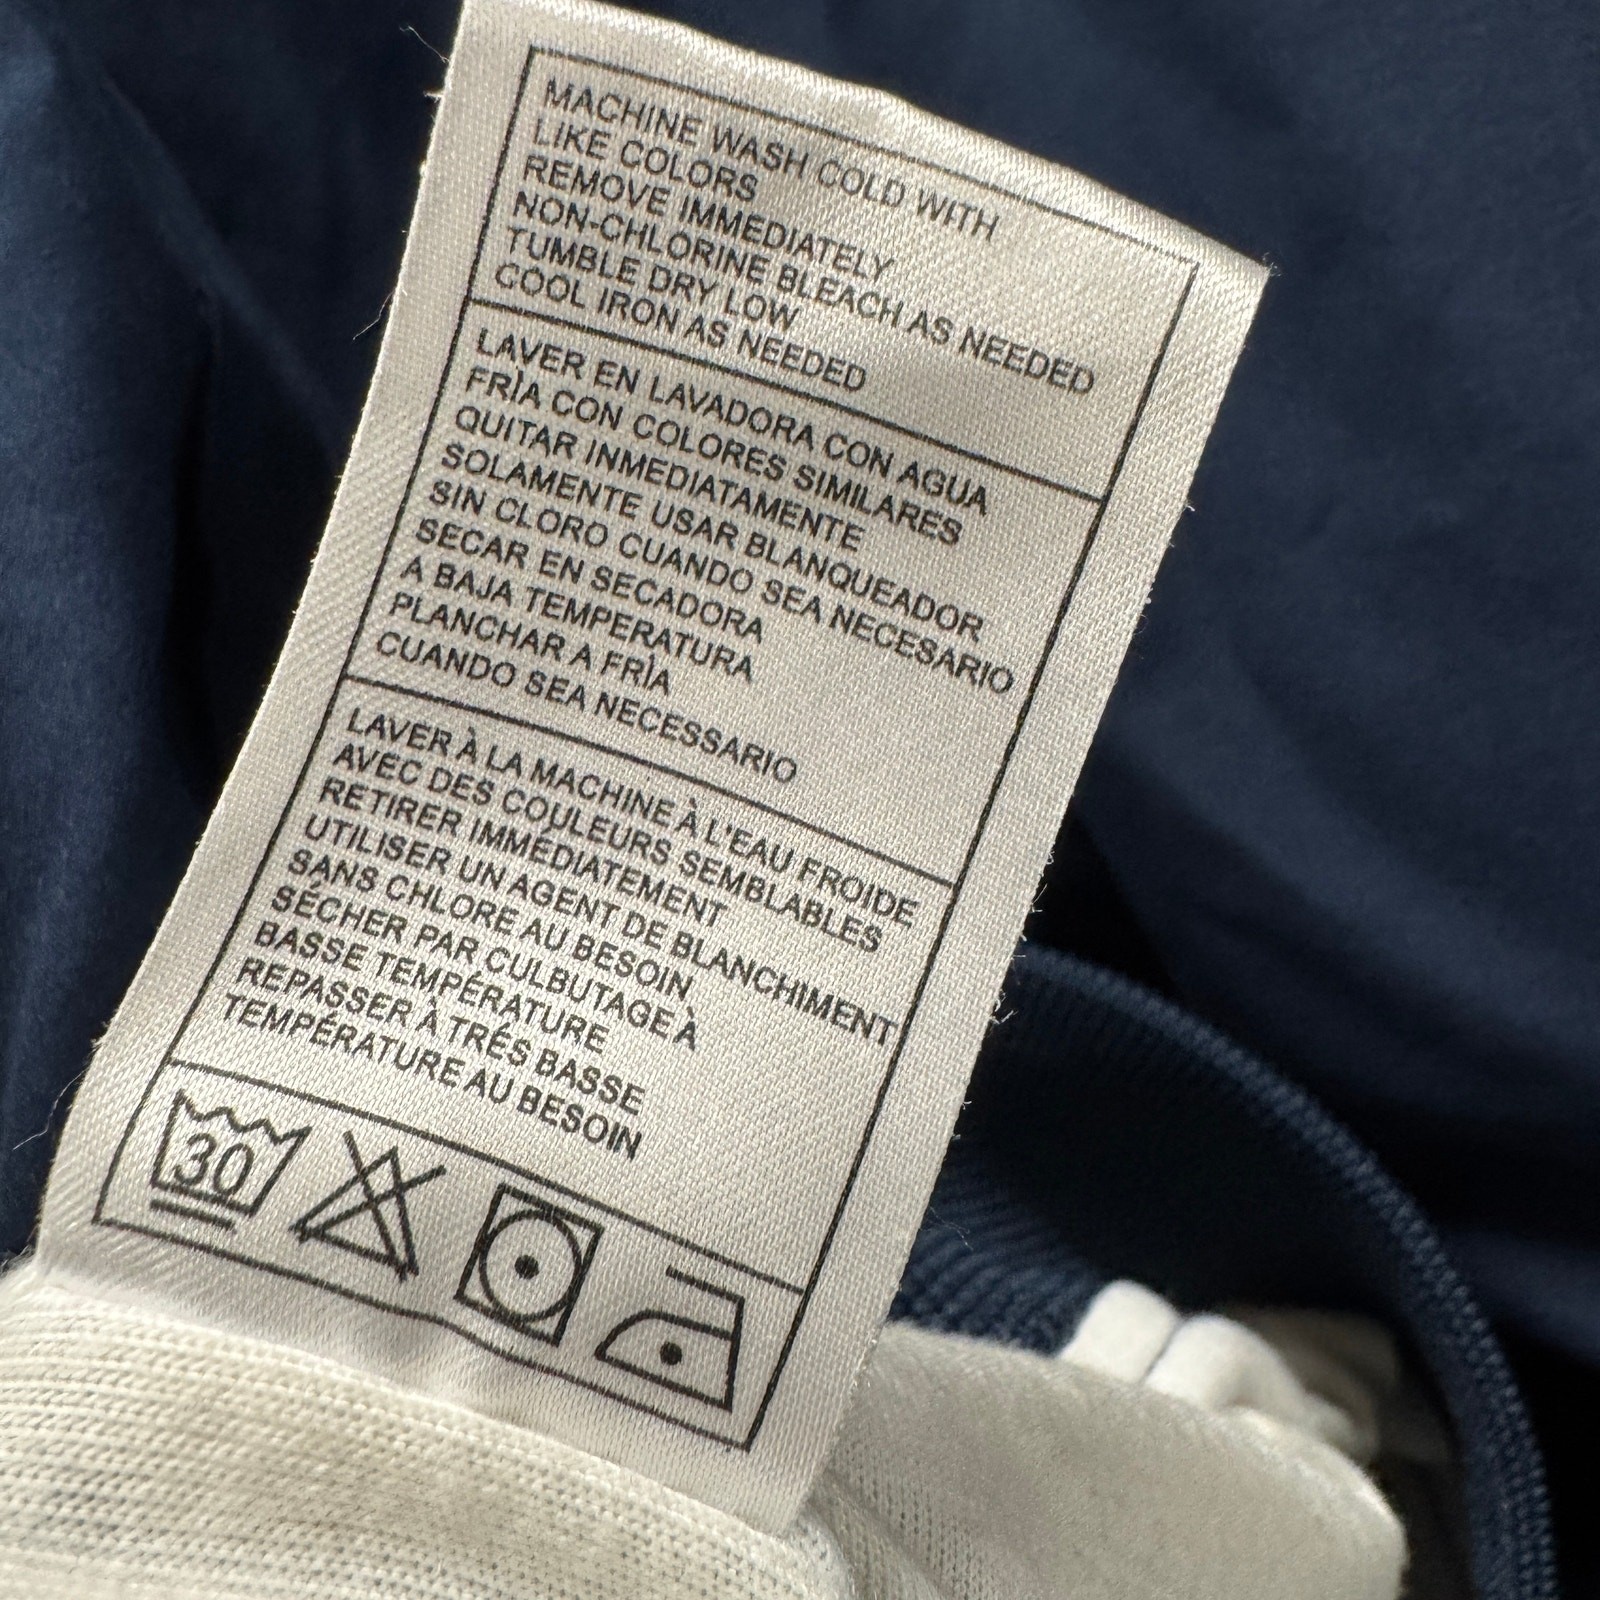 MACHINE WASH COLD WITH
LIKE COLORS
REMOVE IMMEDIATELY
NON-CHLORINE BLEACH AS NEEDED
TUMBLE DRY LOW
COOL IRON AS NEEDED
LAVER EN LAVADORA CON AGUA
FRÌA CON COLORES SIMILARES
QUITAR INMEDIATAMENTE
SOLAMENTE USAR BLANQUEADOR
SIN CLORO CUANDO SEA NECESARIO
SECAR EN SECADORA
A BAJA TEMPERATURA
PLANCHAR A FRÌA
CUANDO SEA NECESSARIO
LAVER À LA MACHINE À L'EAU FROIDE
AVEC DES COULEURS SEMBLABLES
RETIRER IMMÉDIATEMENT
UTILISER UN AGENT DE BLANCHIMENT
SANS CHLORE AU BESOIN
SÉCHER PAR CULBUTAGE À
BASSE TEMPÉRATURE
REPASSER À TRÉS BASSE
TEMPÉRATURE AU BESOIN
30